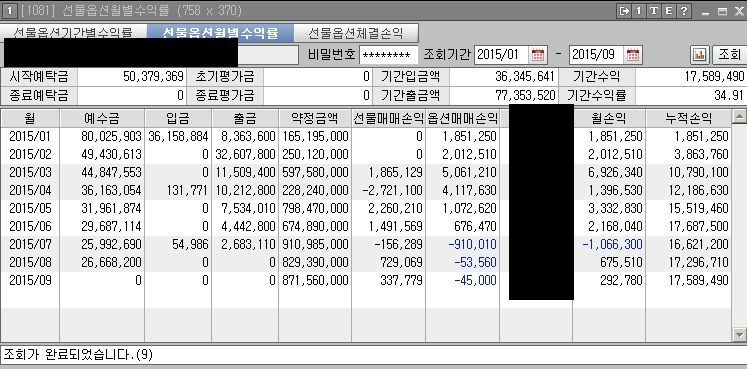 1 [1081] 선물옵션월별수익률 (758 x 370) 1 T E ?
선물옵션기간별수익률 선물옵션월별수익률 선물옵션체결손익
비밀번호 ******** 조회기간 2015/01 - 2015/09 조회
시작예탁금 50,379,369 초기평가금 0 기간입금액 36,345,641 기간수익 17,589,490
종료예탁금 0 종료평가금 0 기간출금액 77,353,520 기간수익률 34.91
월 예수금 입금 출금 약정금액 선물매매손익 옵션매매손익 월손익 누적손익
2015/01 80,025,903 36,158,884 8,363,600 165,195,000 0 1,851,250 1,851,250 1,851,250
2015/02 49,430,613 0 32,607,800 250,120,000 0 2,012,510 2,012,510 3,863,760
2015/03 44,847,553 0 11,509,400 597,580,000 1,865,129 5,061,210 6,926,340 10,790,100
2015/04 36,163,054 131,771 10,212,800 228,240,000 -2,721,100 4,117,630 1,396,530 12,186,630
2015/05 31,961,874 0 7,534,010 798,470,000 2,260,210 1,072,620 3,332,830 15,519,460
2015/06 29,687,114 0 4,442,800 674,890,000 1,491,569 676,470 2,168,040 17,687,500
2015/07 25,992,690 54,986 2,683,110 910,985,000 -156,289 -910,010 -1,066,300 16,621,200
2015/08 26,668,200 0 0 829,390,000 729,069 -53,560 675,510 17,296,710
2015/09 0 0 0 871,560,000 337,779 -45,000 292,780 17,589,490
조회가 완료되었습니다.(9)